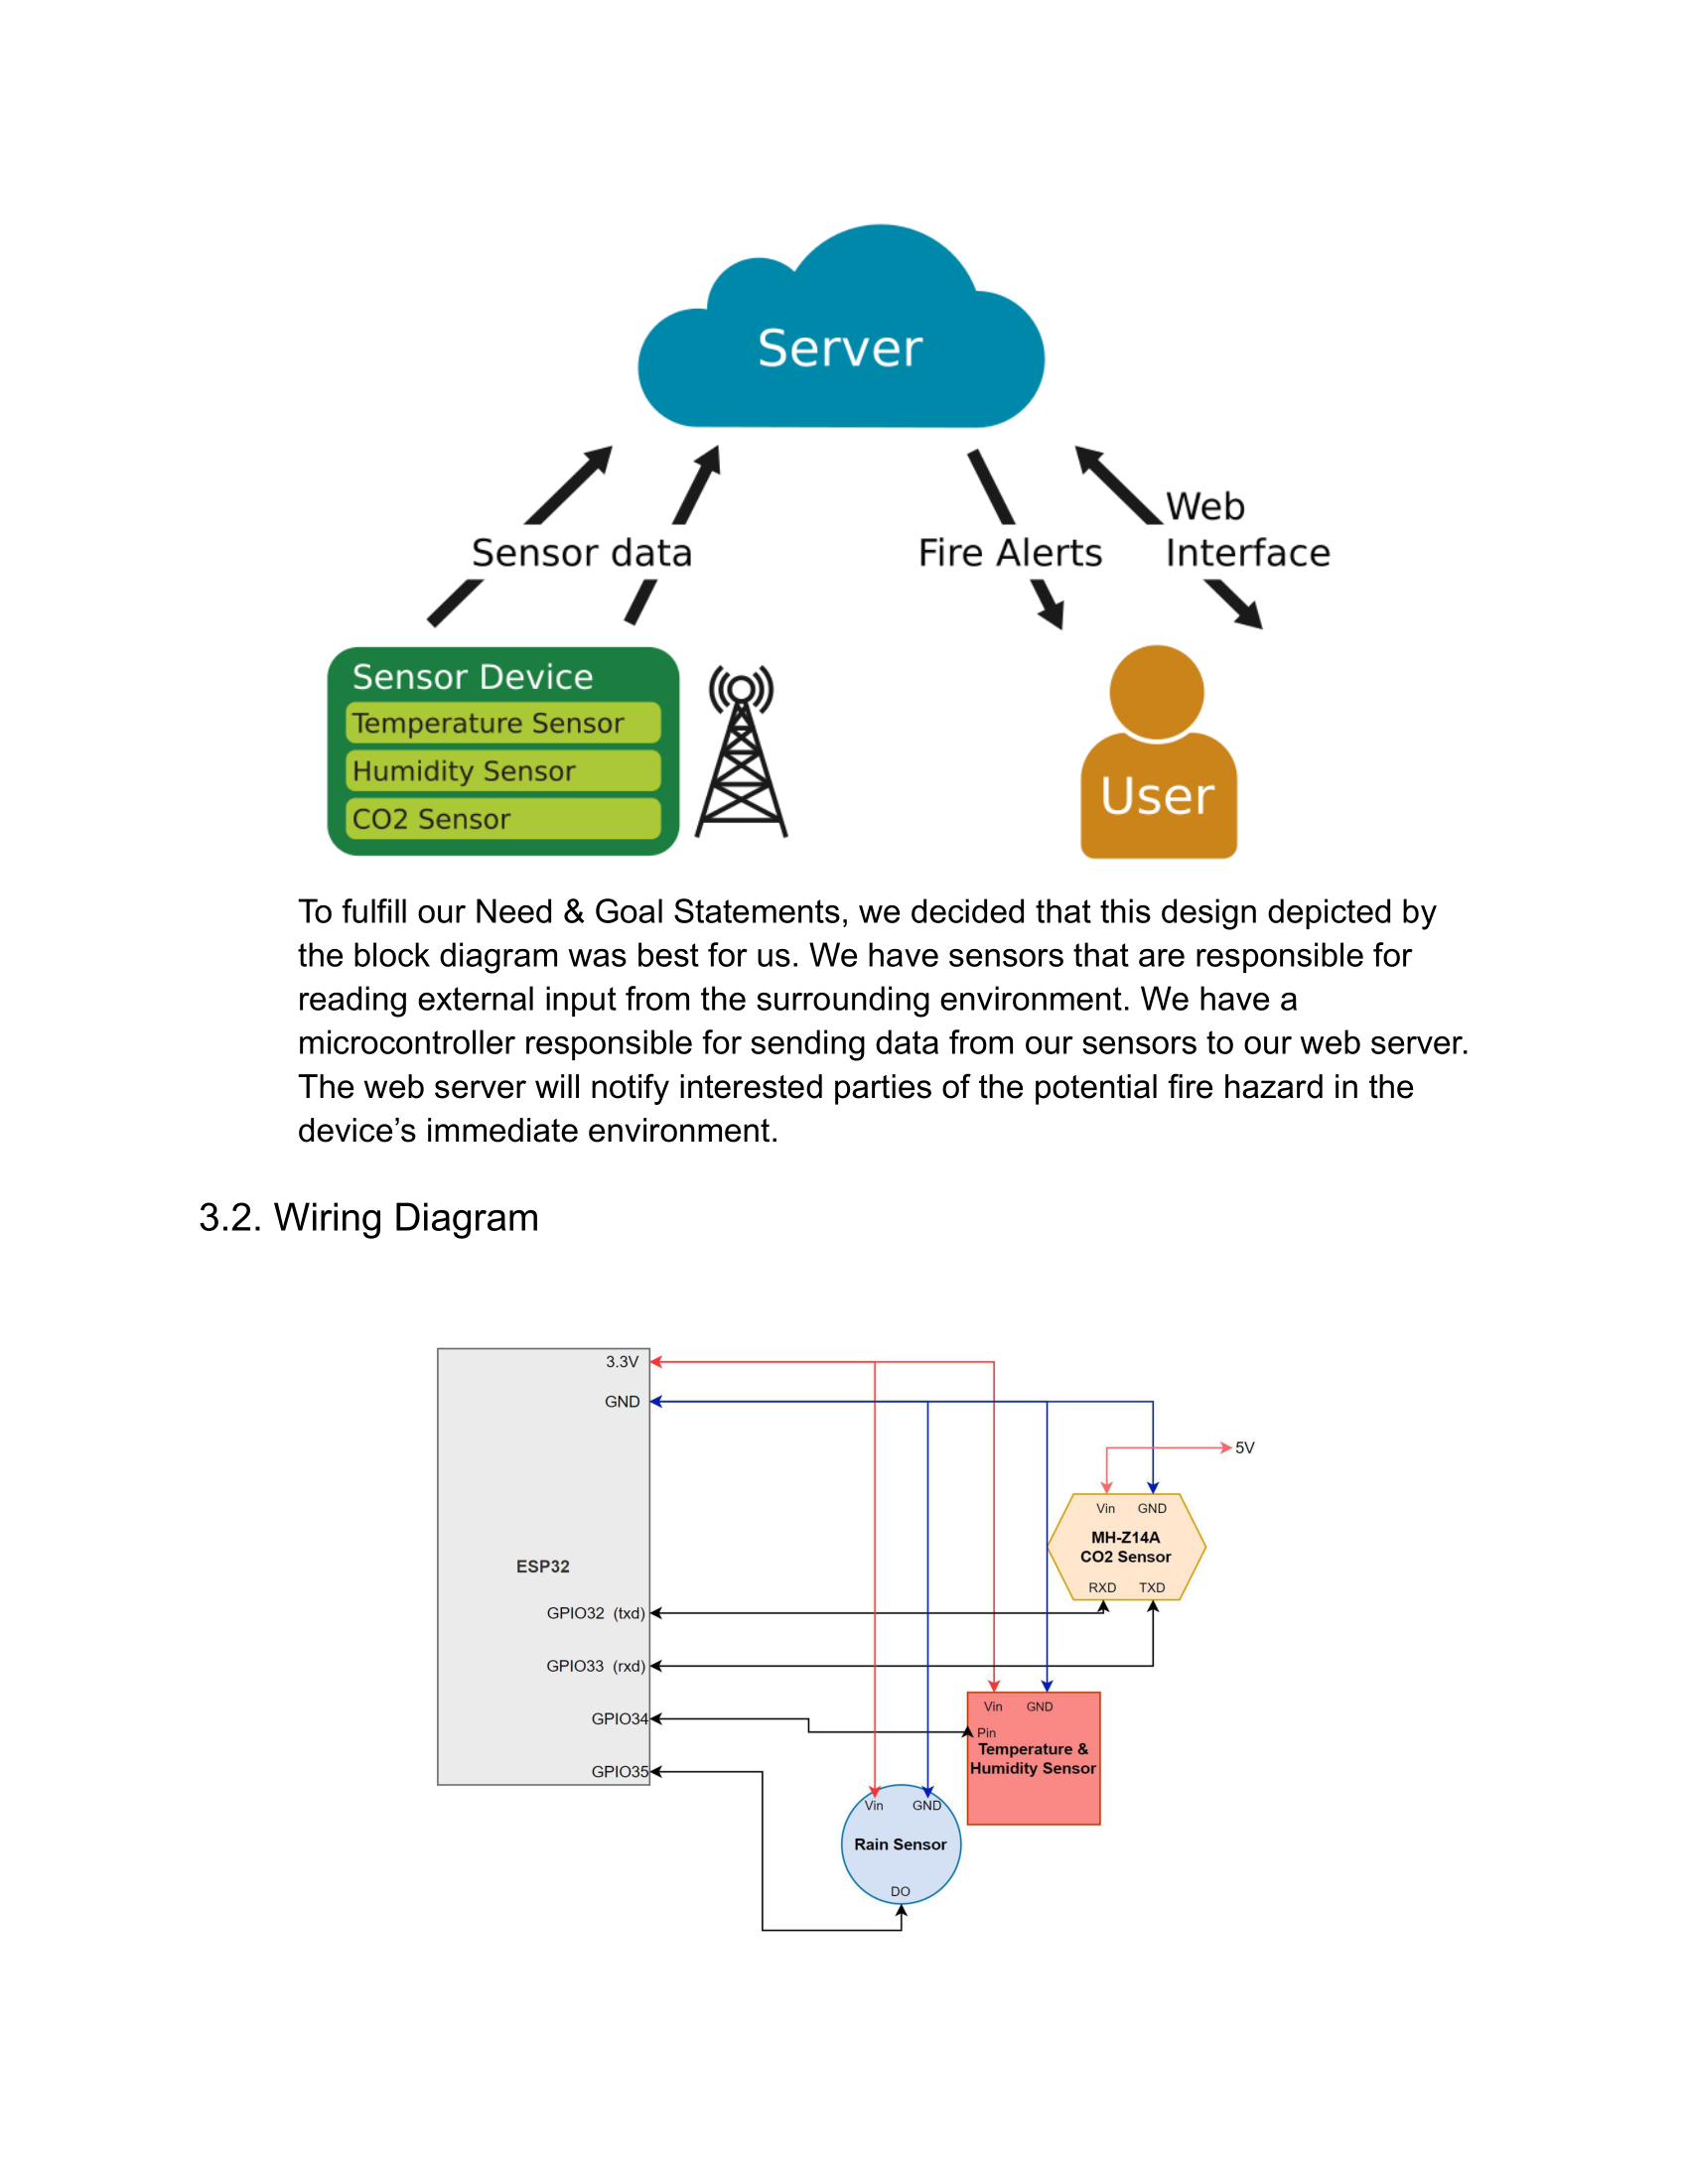 Server
Sensor data
Fire Alerts
Web
Interface
Sensor Device
Temperature Sensor
Humidity Sensor
CO2 Sensor
User
To fulfill our Need & Goal Statements, we decided that this design depicted by
the block diagram was best for us. We have sensors that are responsible for
reading external input from the surrounding environment. We have a
microcontroller responsible for sending data from our sensors to our web server.
The web server will notify interested parties of the potential fire hazard in the
device’s immediate environment.
3.2. Wiring Diagram
3.3V
GND
5V
Vin GND
MH-Z14A
CO2 Sensor
RXD TXD
ESP32
GPIO32 (txd)
GPIO33 (rxd)
GPIO34
GPIO35
Vin GND
Pin
Temperature &
Humidity Sensor
Vin GND
Rain Sensor
DO